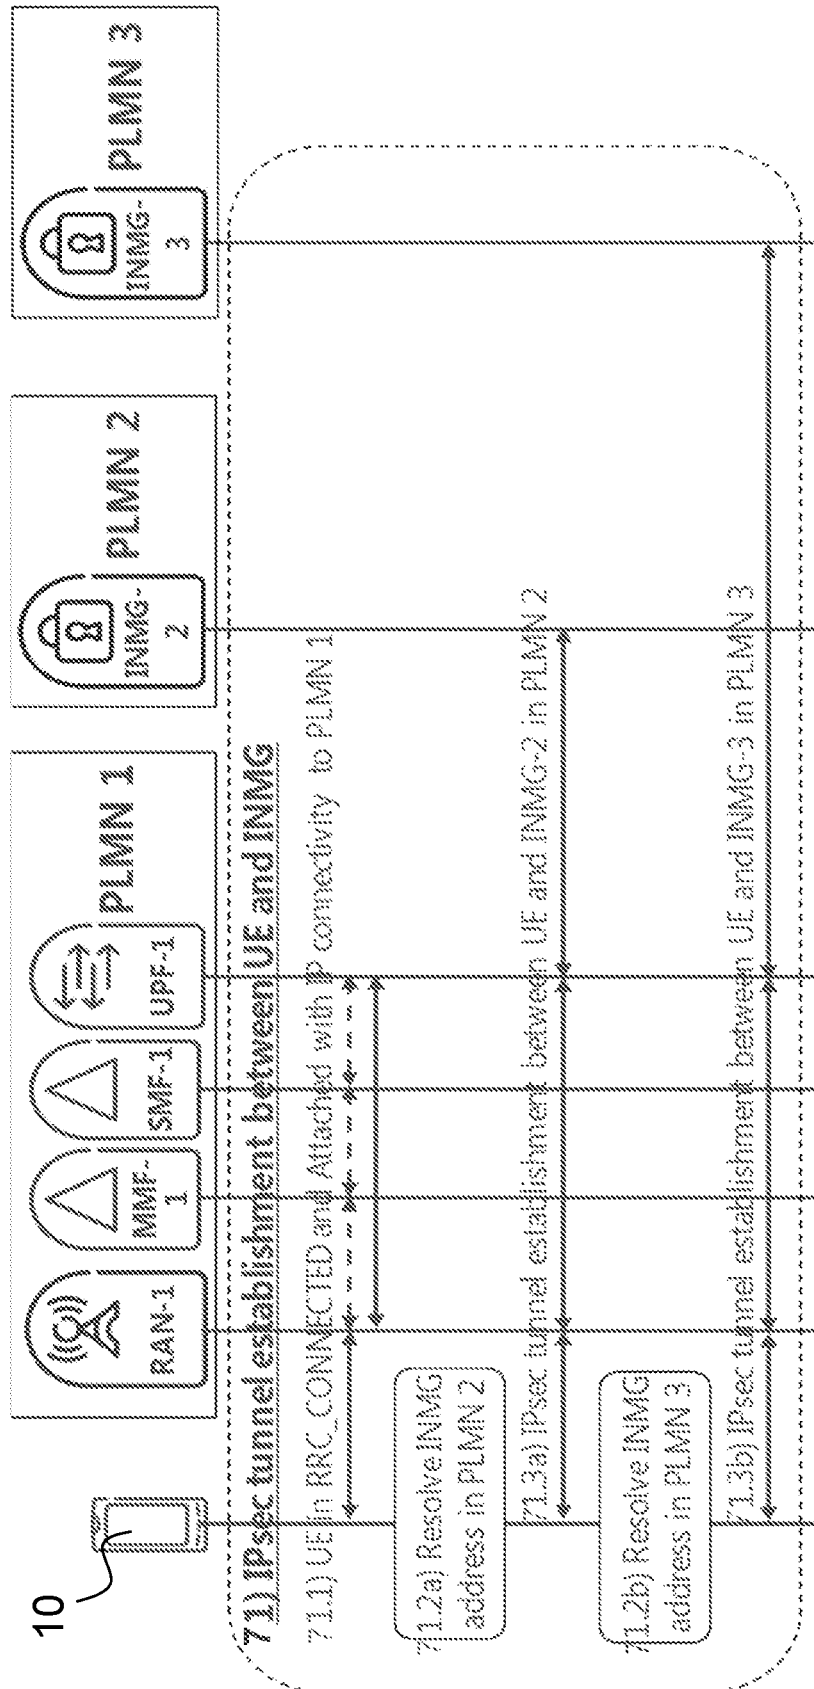 10
RAN-1
MMF-
1
SMF-1
UPF-1
PLMN 1
INMG-
2
PLMN 2
INMG-
3
PLMN 3
71) IPsec tunnel establishment between UE and INMG
71.1) UE in RRC_CONNECTED and Attached with IP connectivity to PLMN 1
71.2a) Resolve INMG
address in PLMN 2
71.3a) IPsec tunnel establishment between UE and INMG-2 in PLMN 2
71.2b) Resolve INMG
address in PLMN 3
71.3b) IPsec tunnel establishment between UE and INMG-3 in PLMN 3